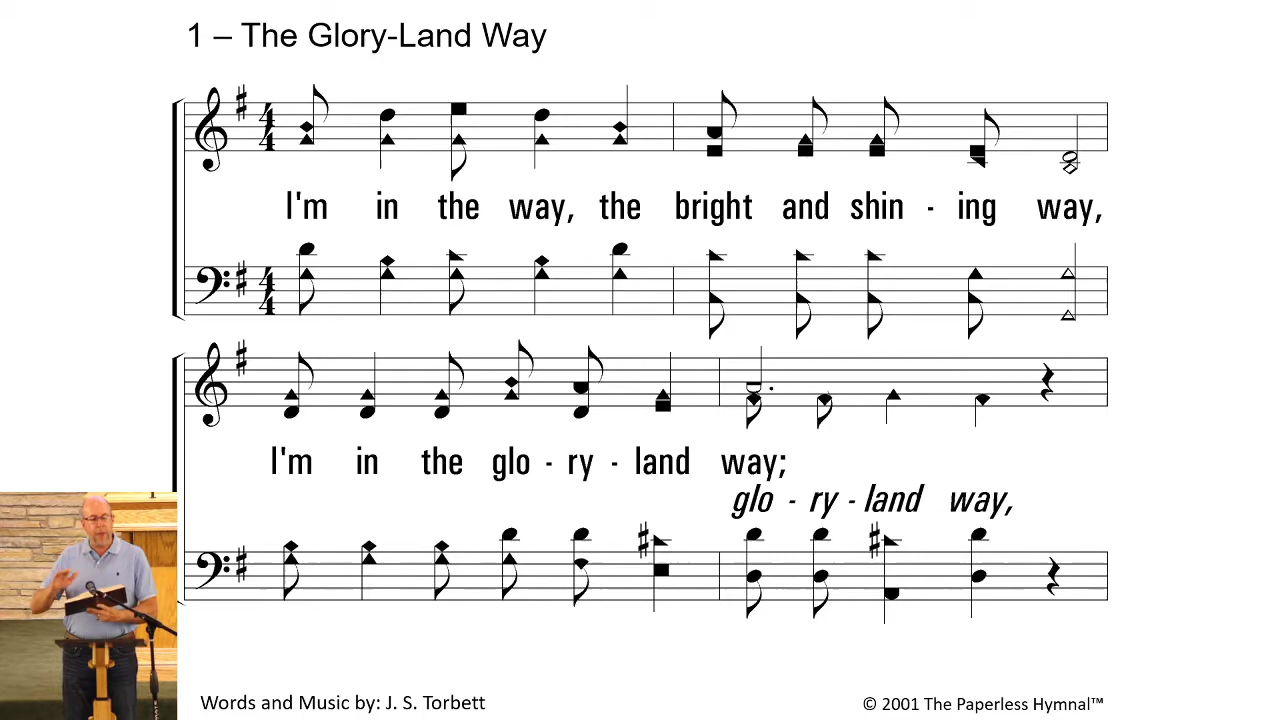 1 – The Glory-Land Way
I'm in the way, the bright and shin - ing way,
I'm in the glo - ry - land way;
glo - ry - land way,
Words and Music by: J. S. Torbett
© 2001 The Paperless Hymnal™